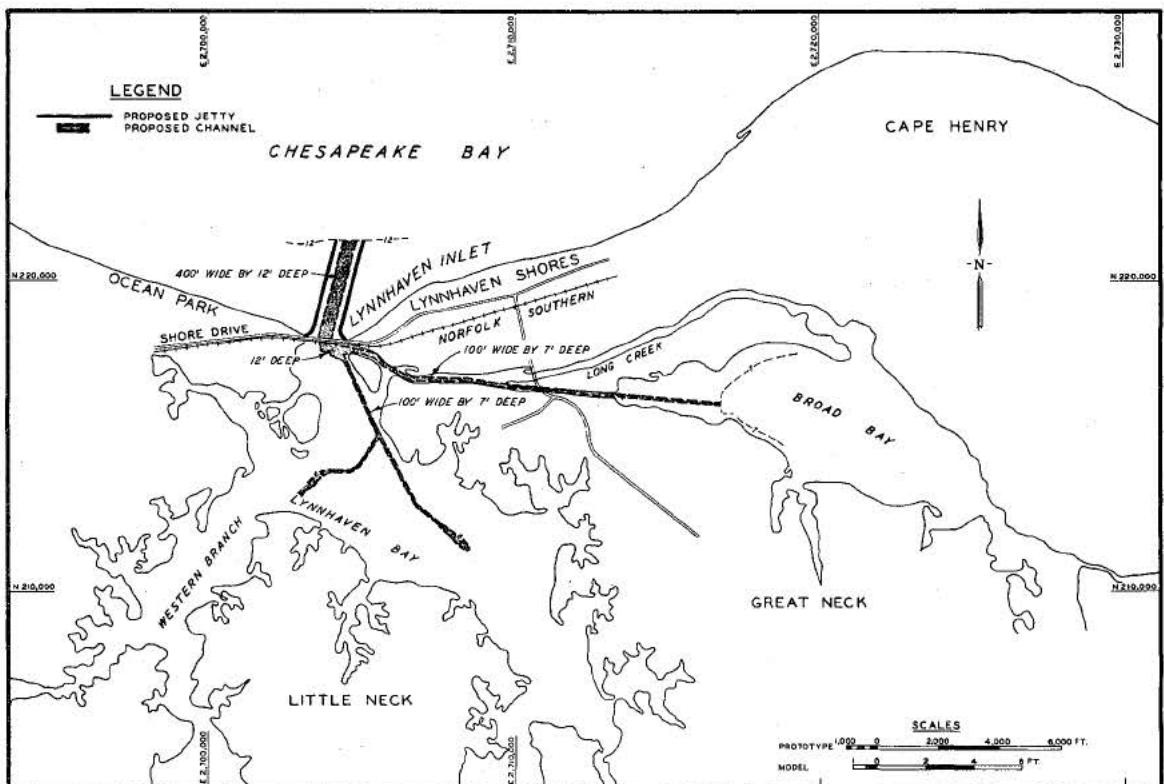 E 2,700,000
E 2,710,000
E 2,720,000
E 2,730,000
LEGEND
PROPOSED JETTY
PROPOSED CHANNEL
CHESAPEAKE BAY
CAPE HENRY
-12'-
-12'-
-N-
N 220,000
400' WIDE BY 12' DEEP
LYNNHAVEN INLET
N 220,000
OCEAN PARK
LYNNHAVEN SHORES
NORFOLK SOUTHERN
SHORE DRIVE
12' DEEP
100' WIDE BY 7' DEEP
LONG CREEK
100' WIDE BY 7' DEEP
BROAD BAY
LYNNHAVEN BAY
WESTERN BRANCH
N 210,000
N 210,000
GREAT NECK
LITTLE NECK
E 2,700,000
E 2,710,000
SCALES
PROTOTYPE 1,000 0 2,000 4,000 6,000 FT.
MODEL 0 2 4 6 FT.